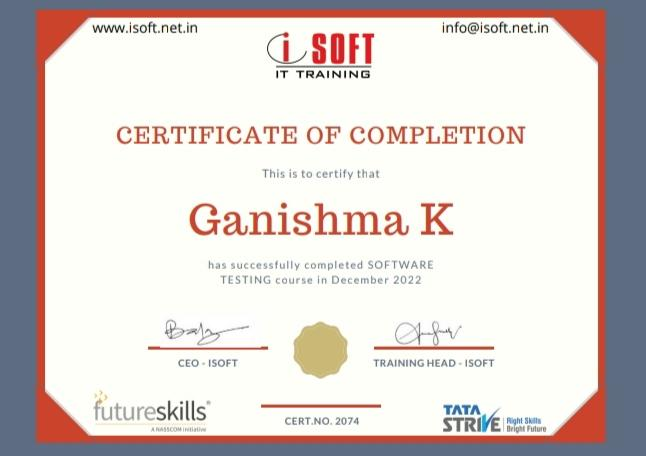 www.isoft.net.in
info@isoft.net.in
i SOFT
IT TRAINING
CERTIFICATE OF COMPLETION
This is to certify that
Ganishma K
has successfully completed SOFTWARE
TESTING course in December 2022
CEO - ISOFT
TRAINING HEAD - ISOFT
futureskills®
A NASSCOM Initiative
CERT.NO. 2074
TATA
STRIVE
Right Skills
Bright Future